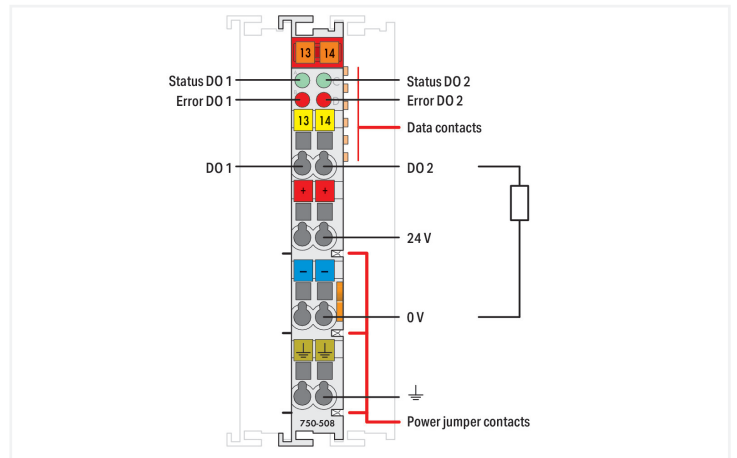 13 14
Status DO 1
Status DO 2
Error DO 1
Error DO 2
13 14
Data contacts
DO 1
DO 2
+ +
24 V
– –
0 V
750-508
Power jumper contacts